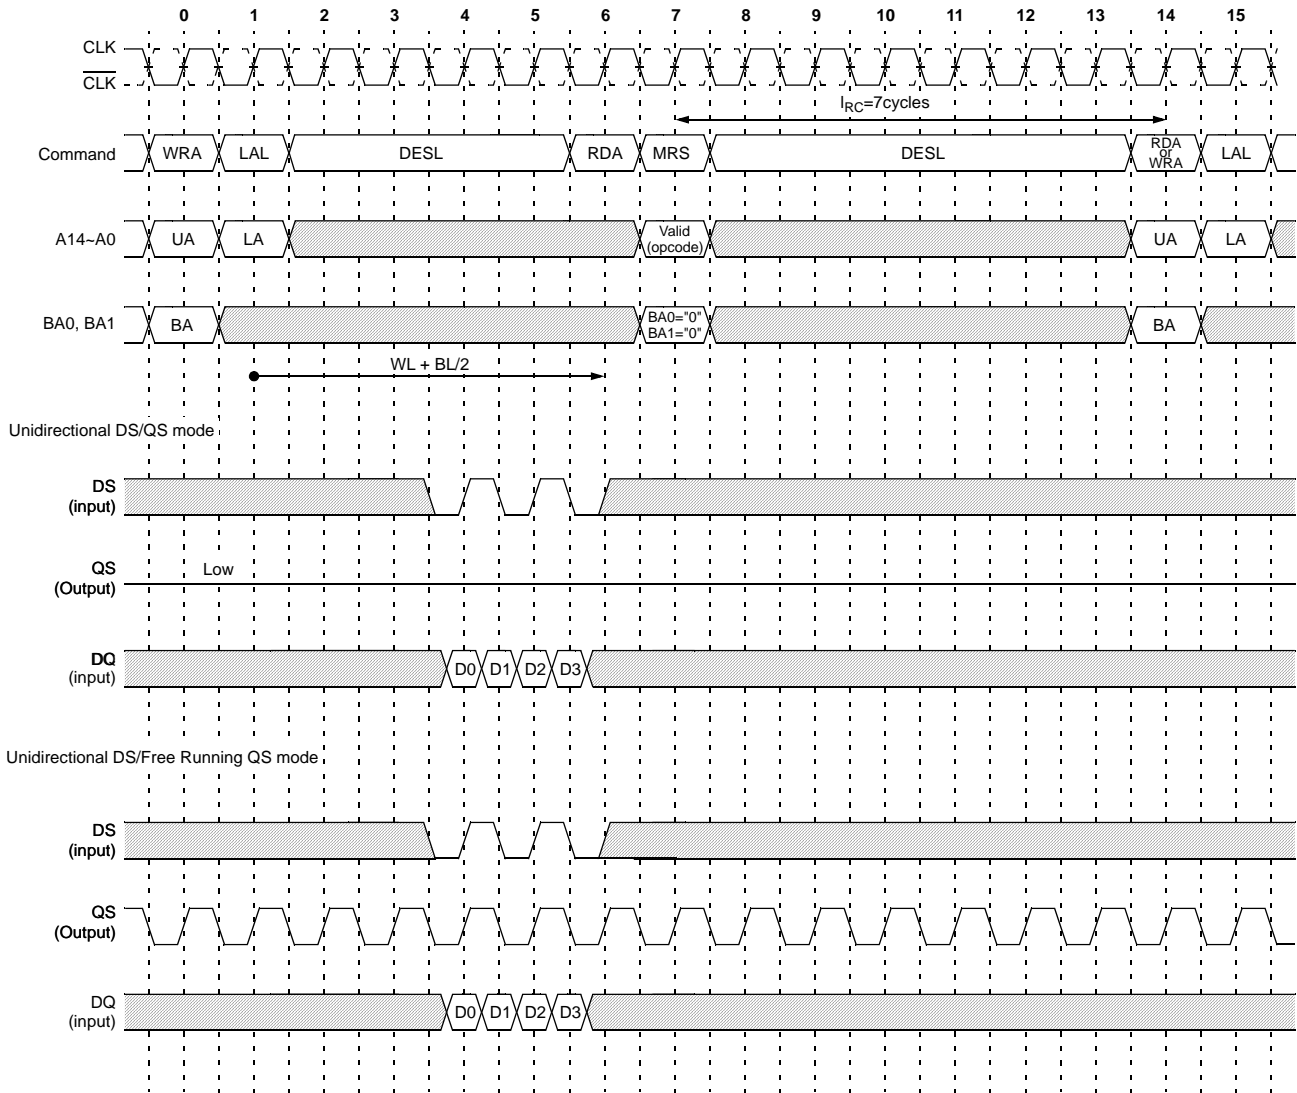 0 1 2 3 4 5 6 7 8 9 10 11 12 13 14 15
CLK
CLK
IRC=7cycles
Command WRA LAL DESL RDA MRS DESL RDA or WRA LAL
A14~A0 UA LA Valid (opcode) UA LA
BA0, BA1 BA BA0="0" BA1="0" BA
WL + BL/2
Unidirectional DS/QS mode
DS
(input)
QS
(Output)
Low
DQ
(input)
D0 D1 D2 D3
Unidirectional DS/Free Running QS mode
DS
(input)
QS
(Output)
DQ
(input)
D0 D1 D2 D3